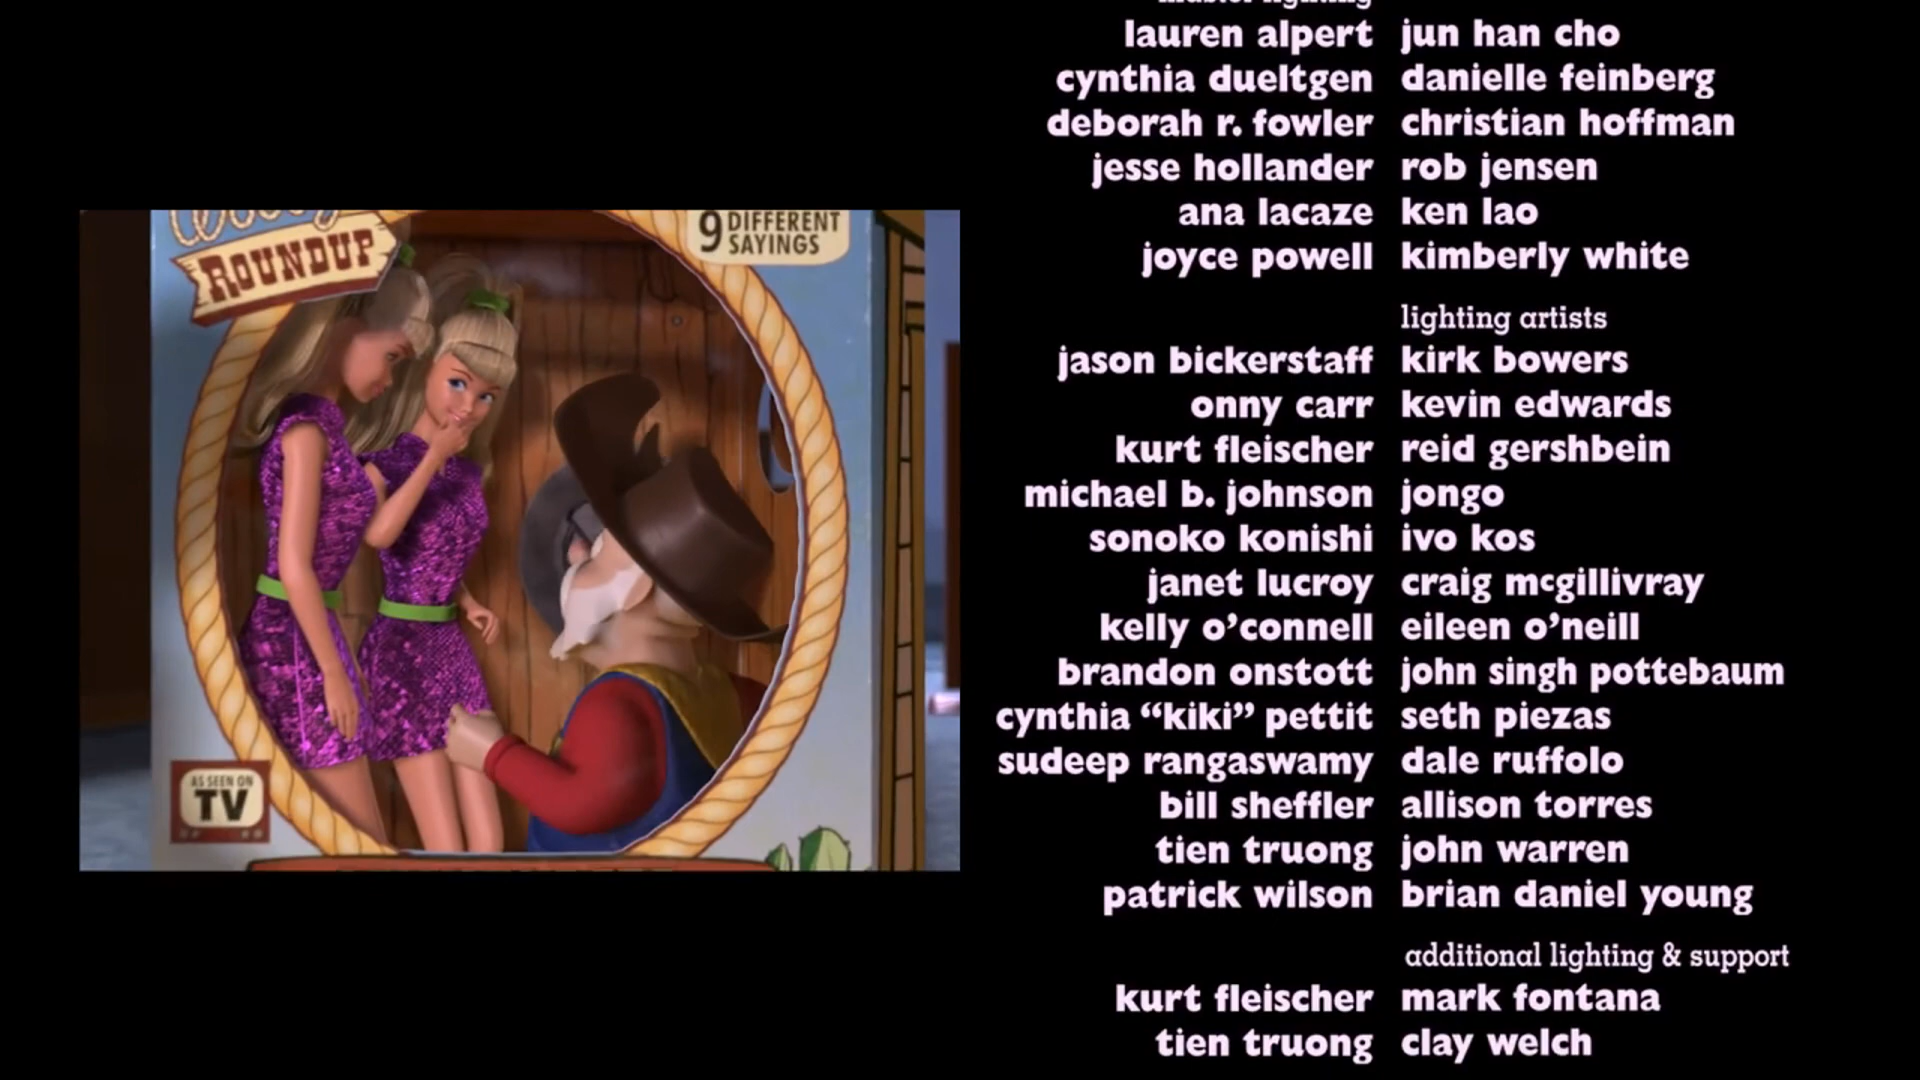 Woody's
ROUNDUP
9 DIFFERENT
SAYINGS
AS SEEN ON
TV
master lighting
lauren alpert jun han cho
cynthia dueltgen danielle feinberg
deborah r. fowler christian hoffman
jesse hollander rob jensen
ana lacaze ken lao
joyce powell kimberly white
lighting artists
jason bickerstaff kirk bowers
onny carr kevin edwards
kurt fleischer reid gershbein
michael b. johnson jongo
sonoko konishi ivo kos
janet lucroy craig mcgillivray
kelly o’connell eileen o’neill
brandon onstott john singh pottebaum
cynthia “kiki” pettit seth piezas
sudeep rangaswamy dale ruffolo
bill sheffler allison torres
tien truong john warren
patrick wilson brian daniel young
additional lighting & support
kurt fleischer mark fontana
tien truong clay welch